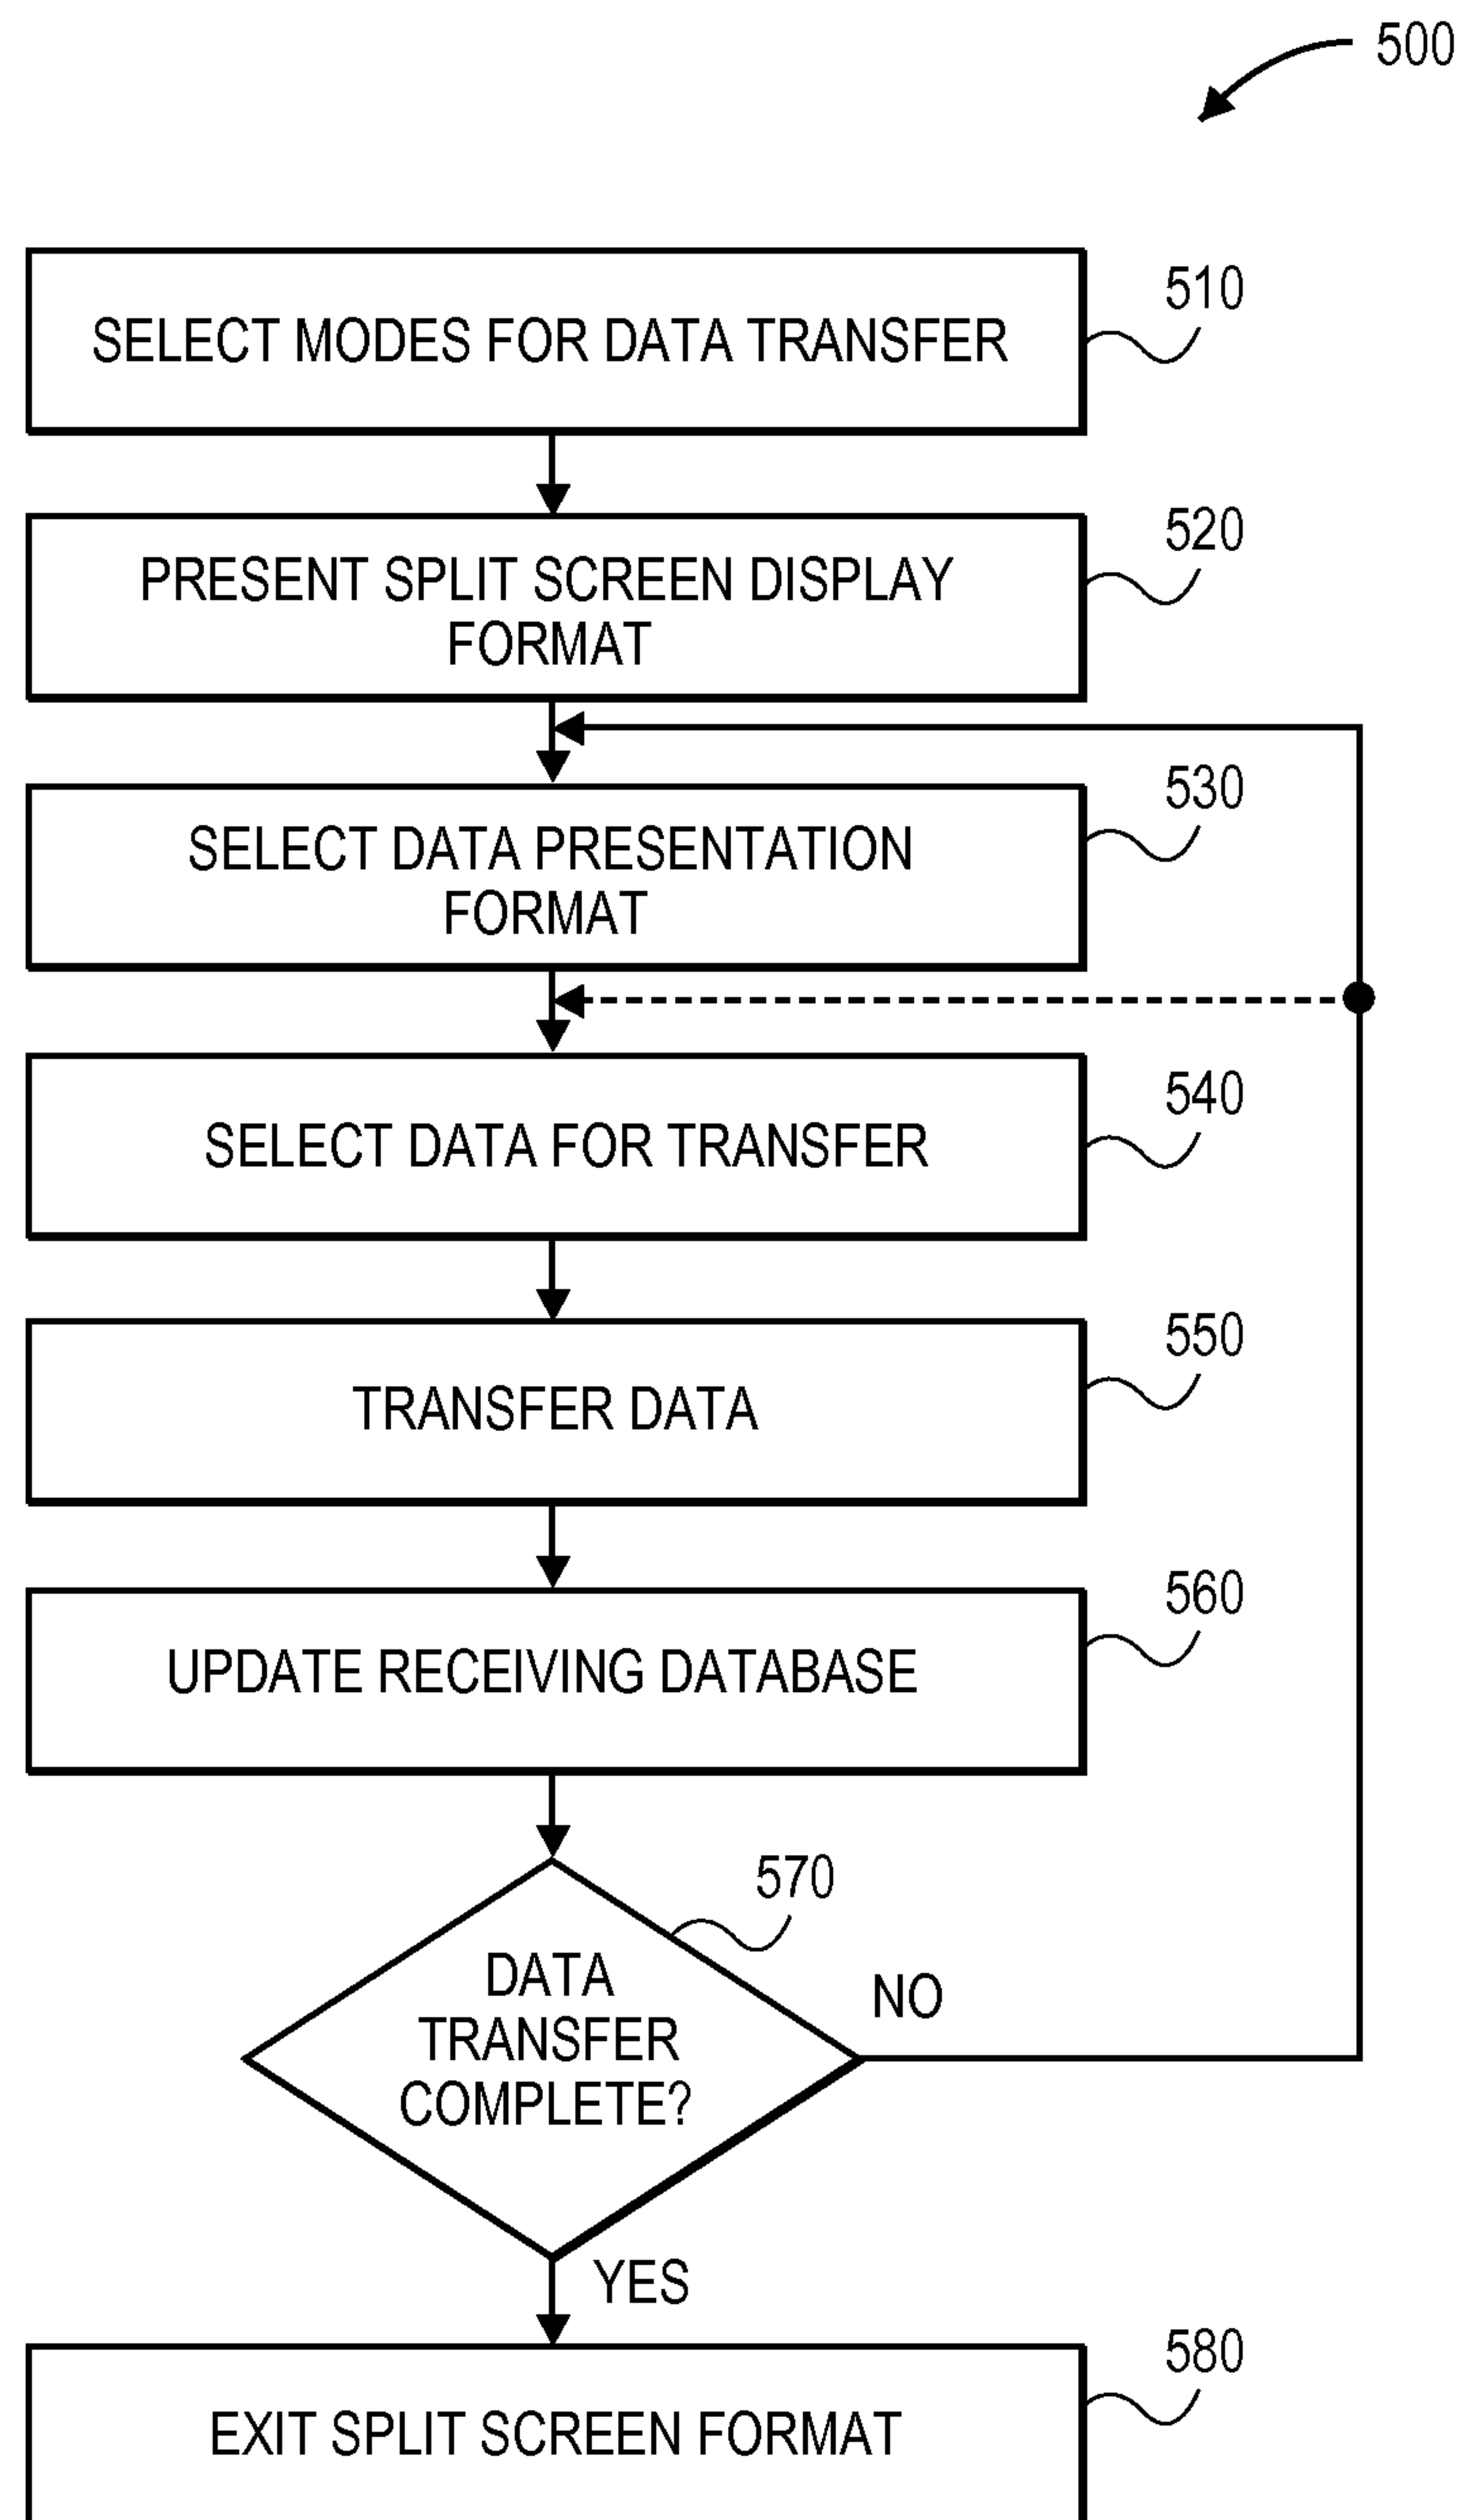 500
SELECT MODES FOR DATA TRANSFER
510
PRESENT SPLIT SCREEN DISPLAY
FORMAT
520
SELECT DATA PRESENTATION
FORMAT
530
SELECT DATA FOR TRANSFER
540
TRANSFER DATA
550
UPDATE RECEIVING DATABASE
560
DATA
TRANSFER
COMPLETE?
570
NO
YES
EXIT SPLIT SCREEN FORMAT
580